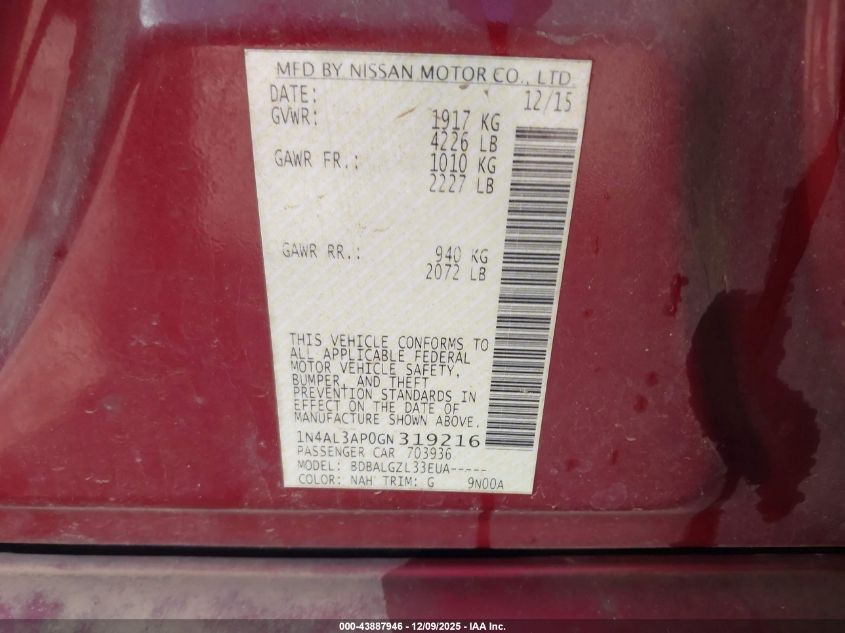 MFD BY NISSAN MOTOR CO., LTD
DATE: 12/15
GVWR: 1917 KG
4226 LB
GAWR FR.: 1010 KG
2227 LB
GAWR RR.: 940 KG
2072 LB
THIS VEHICLE CONFORMS TO
ALL APPLICABLE FEDERAL
MOTOR VEHICLE SAFETY,
BUMPER, AND THEFT
PREVENTION STANDARDS IN
EFFECT ON THE DATE OF
MANUFACTURE SHOWN ABOVE.
1N4AL3AP0GN319216
PASSENGER CAR 703936
MODEL: BDBALGZL33EUA-----
COLOR: NAH TRIM: G 9N00A
000-43887946 - 12/09/2025 - IAA Inc.